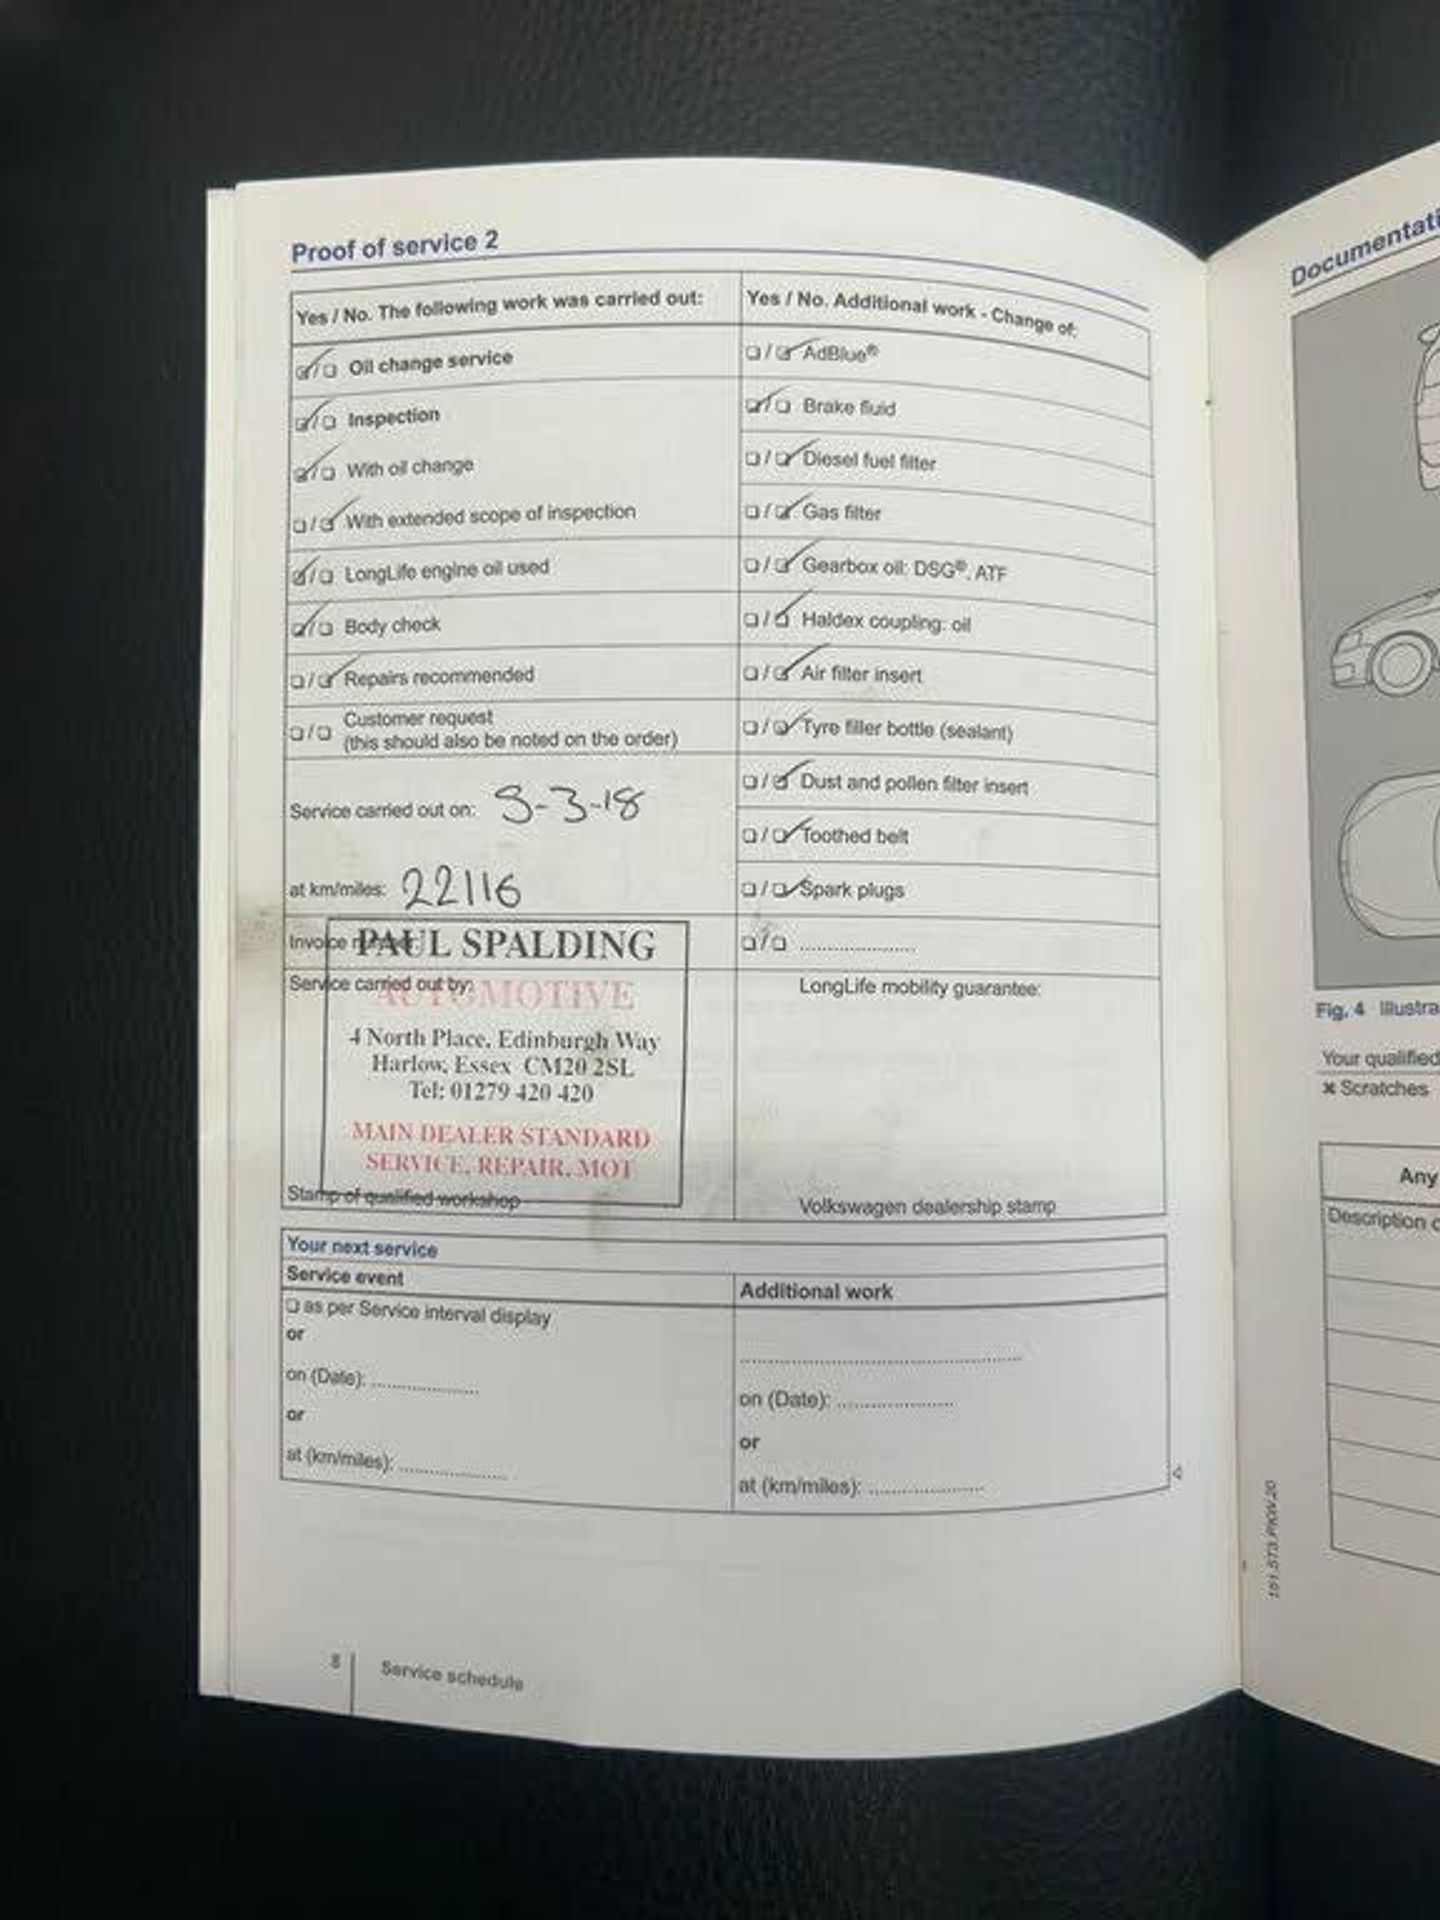 Proof of service 2
Yes / No. The following work was carried out:
❑/❑ Oil change service
❑/❑ Inspection
❑/❑ With oil change
❑/❑ With extended scope of inspection
❑/❑ LongLife engine oil used
❑/❑ Body check
❑/❑ Repairs recommended
❑/❑ Customer request
(this should also be noted on the order)
Service carried out on: 5-3-18
at km/miles: 22116
Invoice number:
Service carried out by:
PAUL SPALDING
AUTOMOTIVE
4 North Place, Edinburgh Way
Harlow, Essex CM20 2SL
Tel: 01279 420 420
MAIN DEALER STANDARD
SERVICE, REPAIR, MOT
Stamp of qualified workshop
Yes / No. Additional work - Change of:
❑/❑ AdBlue®
❑/❑ Brake fluid
❑/❑ Diesel fuel filter
❑/❑ Gas filter
❑/❑ Gearbox oil: DSG®, ATF
❑/❑ Haldex coupling: oil
❑/❑ Air filter insert
❑/❑ Tyre filler bottle (sealant)
❑/❑ Dust and pollen filter insert
❑/❑ Toothed belt
❑/❑ Spark plugs
❑/❑ ......................
LongLife mobility guarantee:
Volkswagen dealership stamp
Your next service
Service event
❑ as per Service interval display
or
on (Date): ....................
or
at (km/miles): ....................
Additional work
..................................................
on (Date): ....................
or
at (km/miles): ....................
8
Service schedule
Documentati
Fig. 4 Illustra
Your qualified
✖ Scratches
Any
Description o